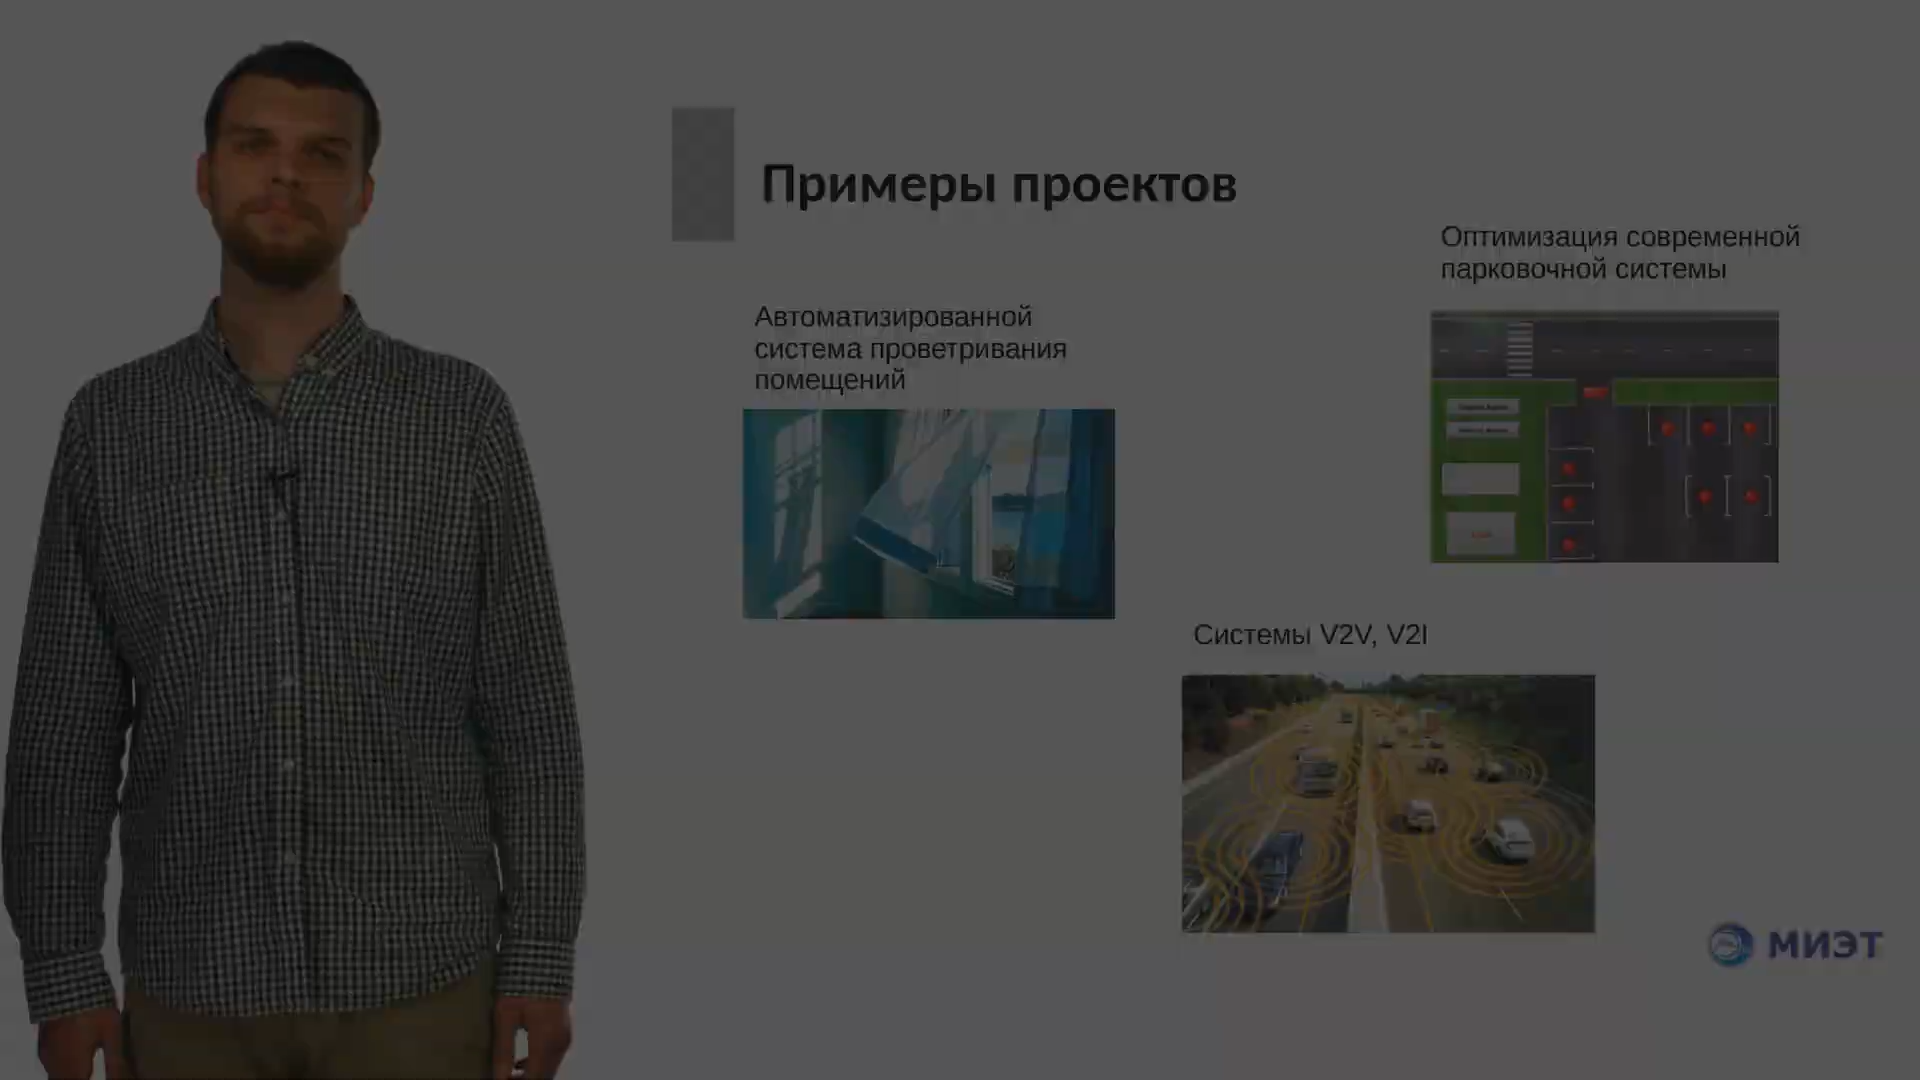 Примеры проектов
Оптимизация современной
парковочной системы
Автоматизированной
система проветривания
помещений
Системы V2V, V2I
МИЭТ